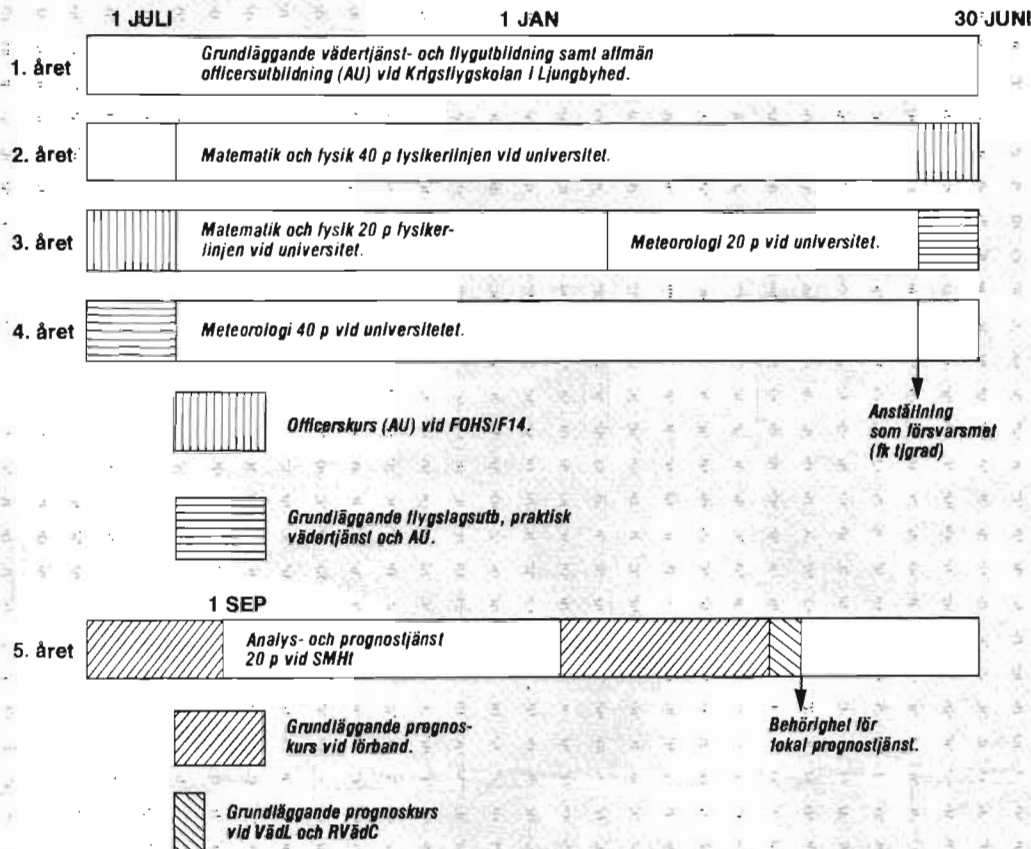 1 JULI 1 JAN 30 JUNI
1. året
Grundläggande vädertjänst- och flygutbildning samt allmän
officersutbildning (AU) vid Krigsflygskolan i Ljungbyhed.
2. året
Matematik och fysik 40 p fysikerlinjen vid universitet.
3. året
Matematik och fysik 20 p fysiker-
linjen vid universitet.
Meteorologi 20 p vid universitet.
4. året
Meteorologi 40 p vid universitetet.
Officerskurs (AU) vid FOHS/F14.
Anställning
som försvarsmet
(fk tjgrad)
Grundläggande flygslagsutb, praktisk
vädertjänst och AU.
1 SEP
5. året
Analys- och prognostjänst
20 p vid SMHI
Grundläggande prognos-
kurs vid förband.
Behörighet för
lokal prognostjänst.
Grundläggande prognoskurs
vid VädL och RVädC